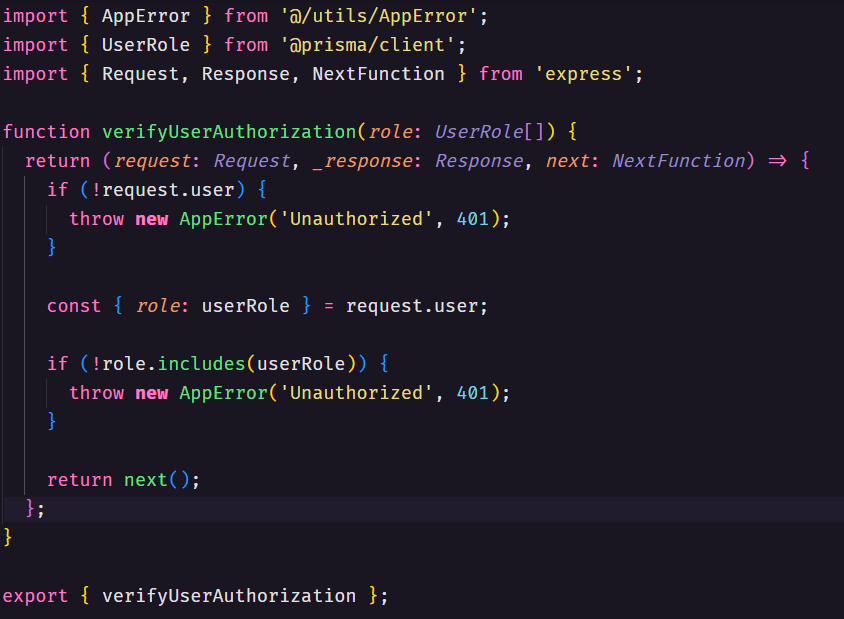 import { AppError } from '@/utils/AppError';
import { UserRole } from '@prisma/client';
import { Request, Response, NextFunction } from 'express';

function verifyUserAuthorization(role: UserRole[]) {
  return (request: Request, _response: Response, next: NextFunction) => {
    if (!request.user) {
      throw new AppError('Unauthorized', 401);
    }

    const { role: userRole } = request.user;

    if (!role.includes(userRole)) {
      throw new AppError('Unauthorized', 401);
    }

    return next();
  };
}

export { verifyUserAuthorization };